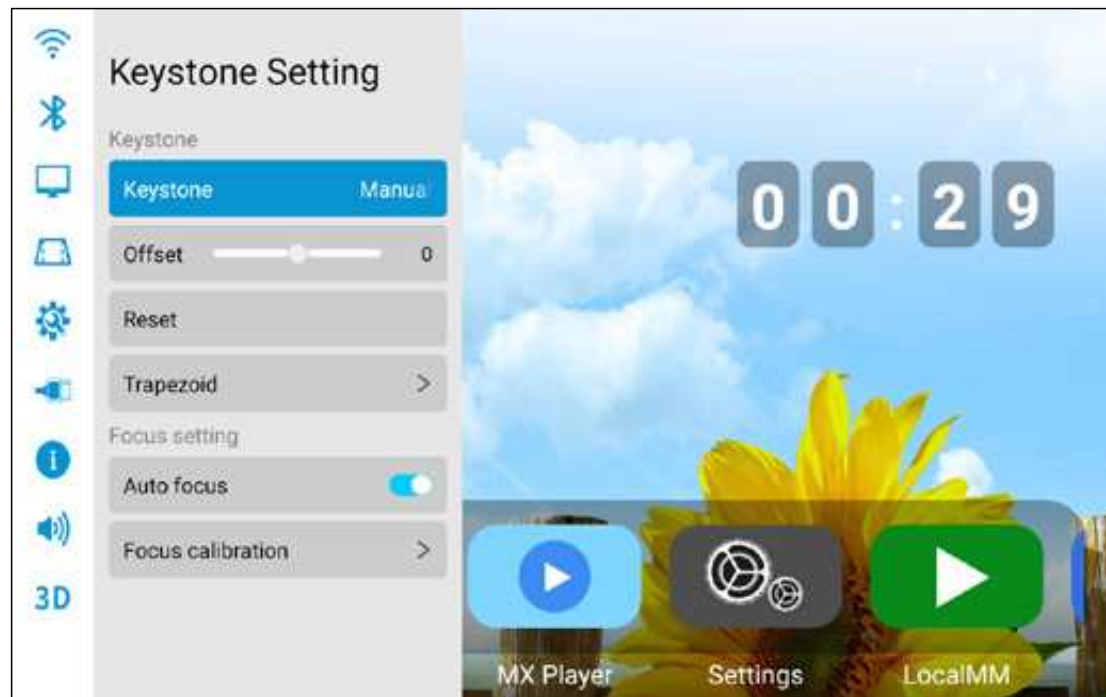 Keystone Setting
Keystone
Keystone Manual
Offset 0
Reset
Trapezoid >
Focus setting
Auto focus
Focus calibration >
3D
00:29
MX Player Settings LocalMM